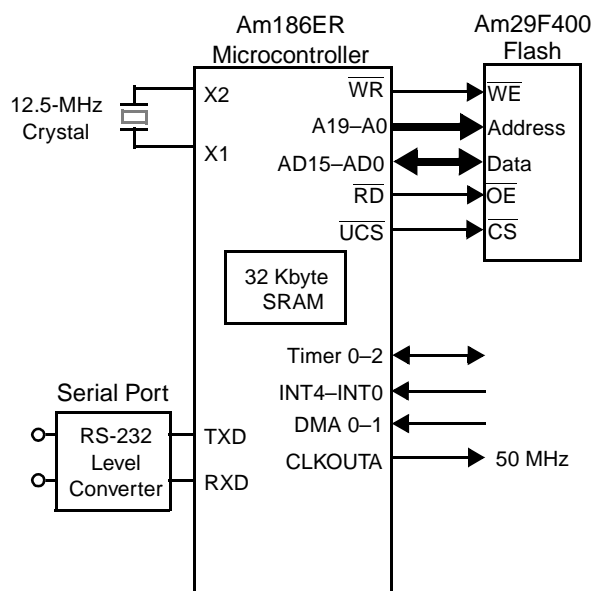 Am186ER
Microcontroller
Am29F400
Flash
12.5-MHz
Crystal
X2
X1
WR
A19–A0
AD15–AD0
RD
UCS
WE
Address
Data
OE
CS
32 Kbyte
SRAM
Timer 0–2
INT4–INT0
DMA 0–1
CLKOUTA
50 MHz
Serial Port
RS-232
Level
Converter
TXD
RXD